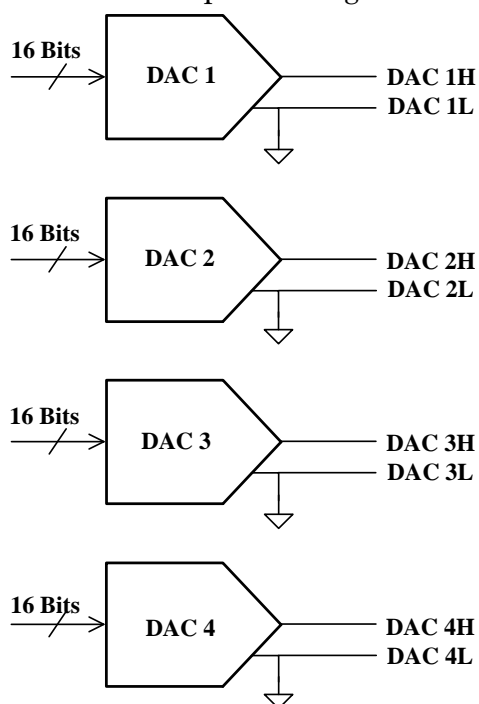 16 Bits
DAC 1
DAC 1H
DAC 1L
16 Bits
DAC 2
DAC 2H
DAC 2L
16 Bits
DAC 3
DAC 3H
DAC 3L
16 Bits
DAC 4
DAC 4H
DAC 4L